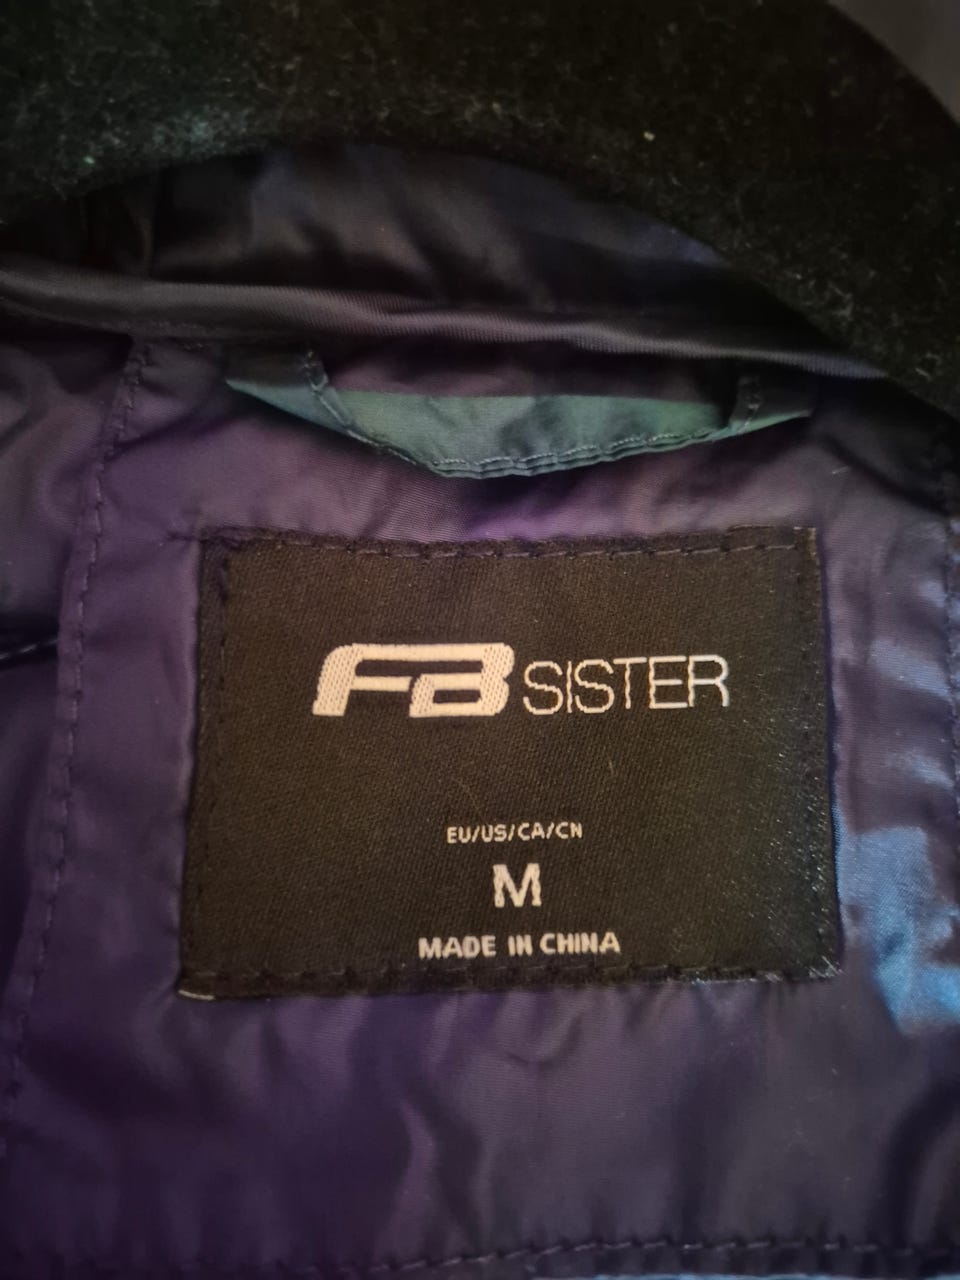 FB SISTER
EU/US/CA/CN
M
MADE IN CHINA